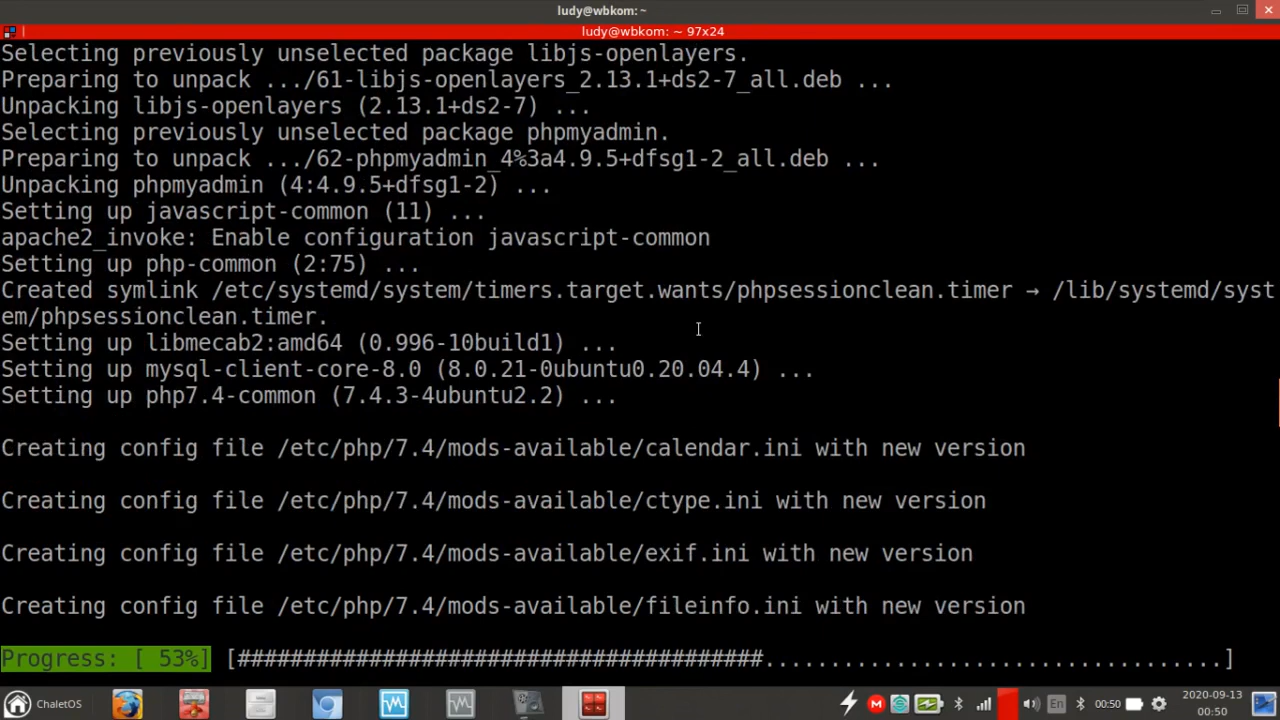 ludy@wbkom: ~
ludy@wbkom: ~ 97x24
Selecting previously unselected package libjs-openlayers.
Preparing to unpack .../61-libjs-openlayers_2.13.1+ds2-7_all.deb ...
Unpacking libjs-openlayers (2.13.1+ds2-7) ...
Selecting previously unselected package phpmyadmin.
Preparing to unpack .../62-phpmyadmin_4%3a4.9.5+dfsg1-2_all.deb ...
Unpacking phpmyadmin (4:4.9.5+dfsg1-2) ...
Setting up javascript-common (11) ...
apache2_invoke: Enable configuration javascript-common
Setting up php-common (2:75) ...
Created symlink /etc/systemd/system/timers.target.wants/phpsessionclean.timer → /lib/systemd/syst
em/phpsessionclean.timer.
Setting up libmecab2:amd64 (0.996-10build1) ...
Setting up mysql-client-core-8.0 (8.0.21-0ubuntu0.20.04.4) ...
Setting up php7.4-common (7.4.3-4ubuntu2.2) ...
Creating config file /etc/php/7.4/mods-available/calendar.ini with new version
Creating config file /etc/php/7.4/mods-available/ctype.ini with new version
Creating config file /etc/php/7.4/mods-available/exif.ini with new version
Creating config file /etc/php/7.4/mods-available/fileinfo.ini with new version
Progress: [ 53%] [########################################...................................]
ChaletOS
M
En
00:50
2020-09-13
00:50